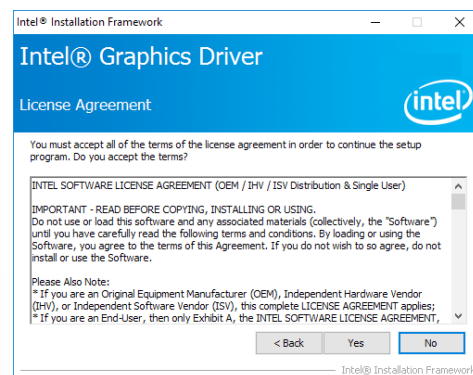 Intel® Installation Framework
Intel® Graphics Driver
License Agreement
intel
You must accept all of the terms of the license agreement in order to continue the setup
program. Do you accept the terms?
INTEL SOFTWARE LICENSE AGREEMENT (OEM / IHV / ISV Distribution & Single User)
IMPORTANT - READ BEFORE COPYING, INSTALLING OR USING.
Do not use or load this software and any associated materials (collectively, the "Software")
until you have carefully read the following terms and conditions. By loading or using the
Software, you agree to the terms of this Agreement. If you do not wish to so agree, do not
install or use the Software.
Please Also Note:
* If you are an Original Equipment Manufacturer (OEM), Independent Hardware Vendor
(IHV), or Independent Software Vendor (ISV), this complete LICENSE AGREEMENT applies;
* If you are an End-User, then only Exhibit A, the INTEL SOFTWARE LICENSE AGREEMENT,
< Back Yes No
Intel® Installation Framework